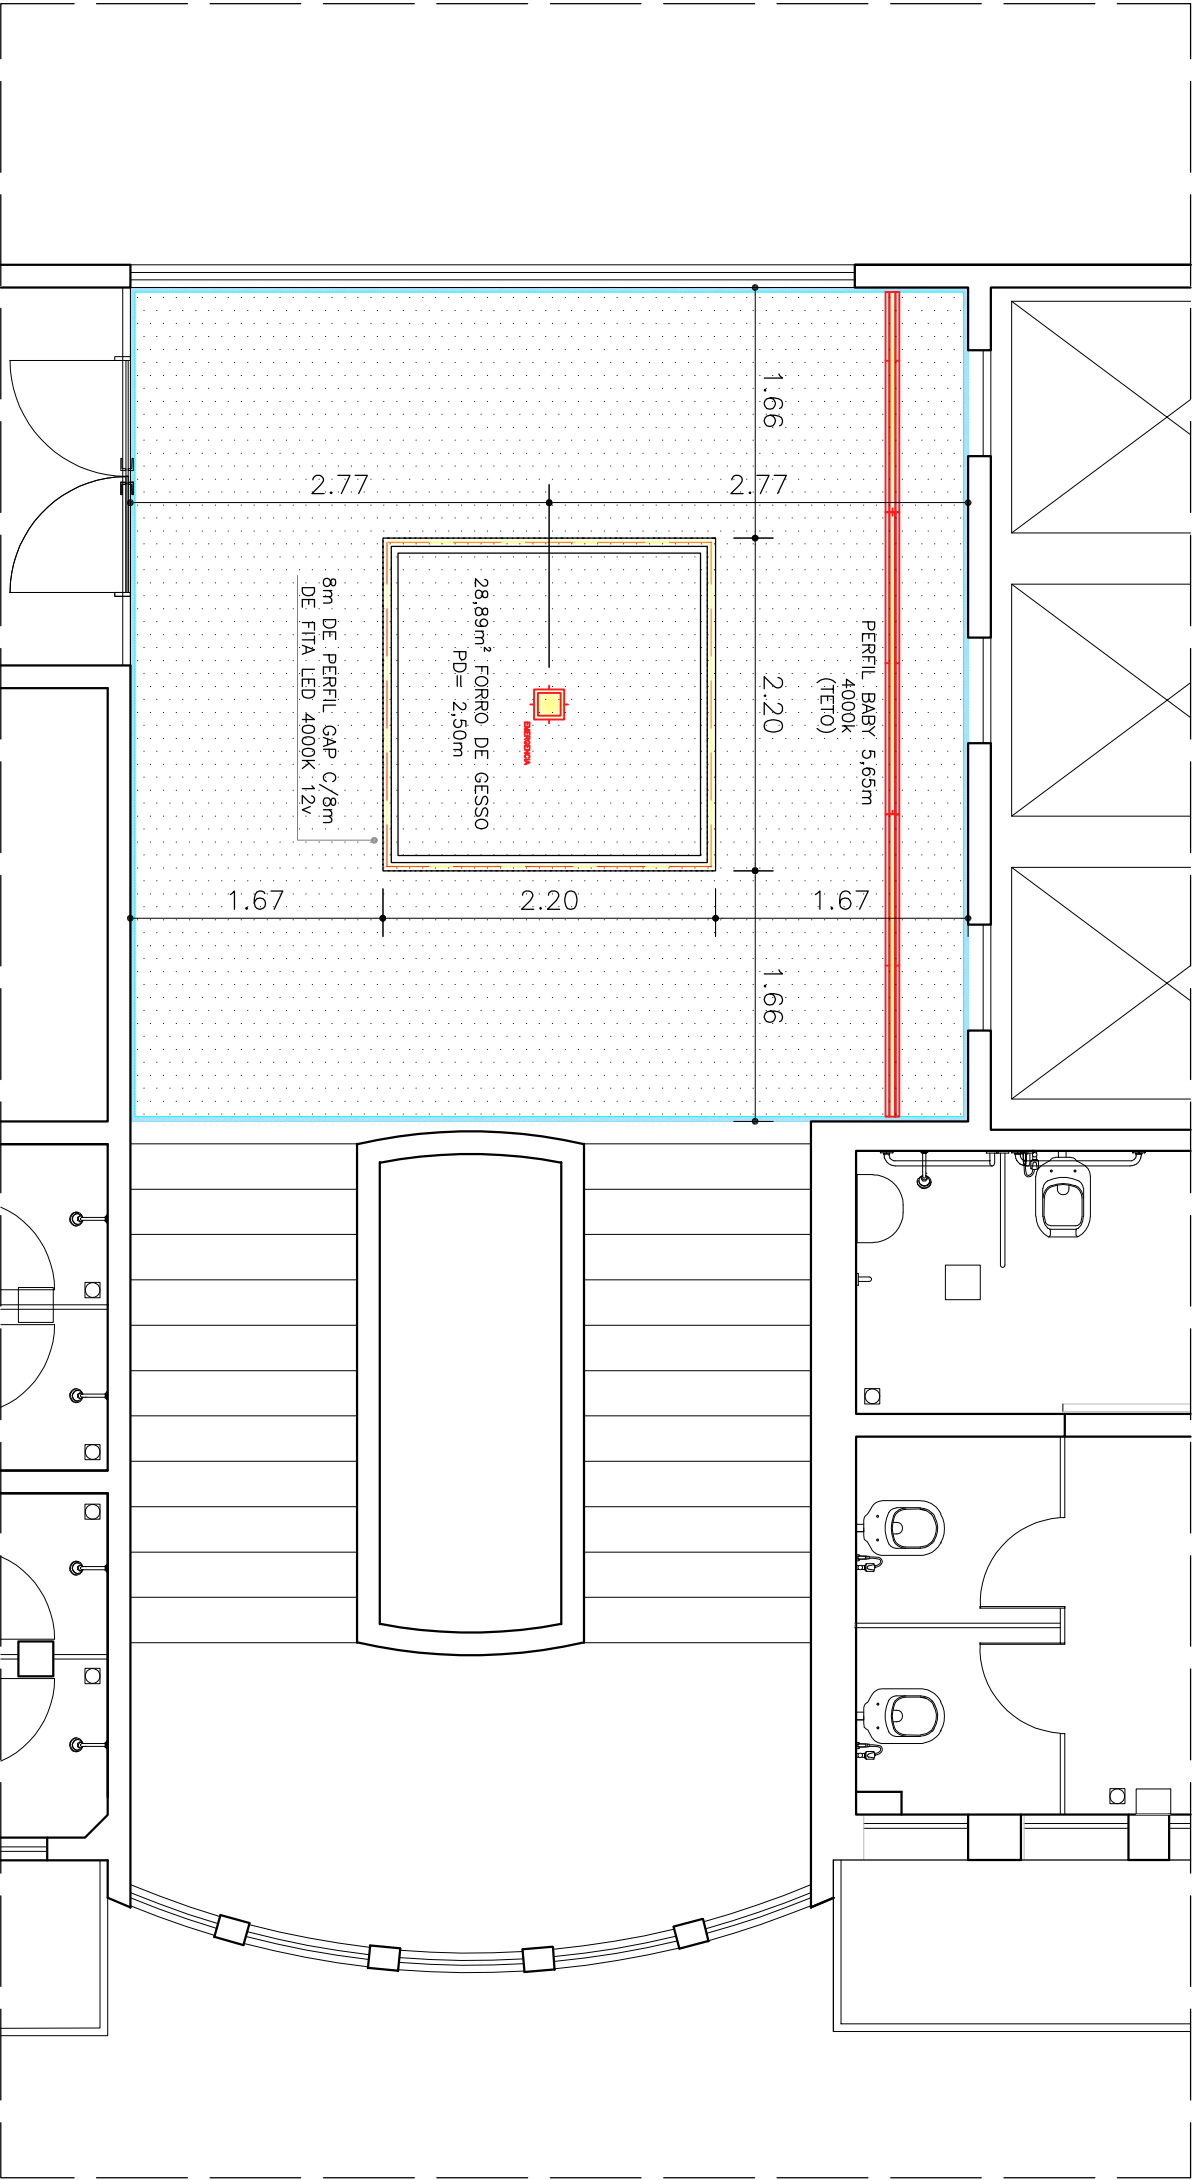 1.66
2.77
2.77
PERFIL BABY 5,65m
4000k
(TETO)
2.20
28,89m² FORRO DE GESSO
PD= 2,50m
EMERGENCIA
8m DE PERFIL GAP C/8m
DE FITA LED 4000K 12v
1.67
2.20
1.67
1.66